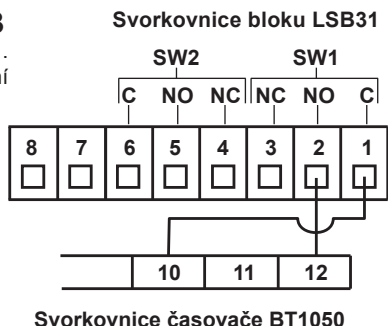 B
Svorkovnice bloku LSB31
.
ní
SW2 SW1
C NO NC NC NO C
8 7 6 5 4 3 2 1
10 11 12
Svorkovnice časovače BT1050